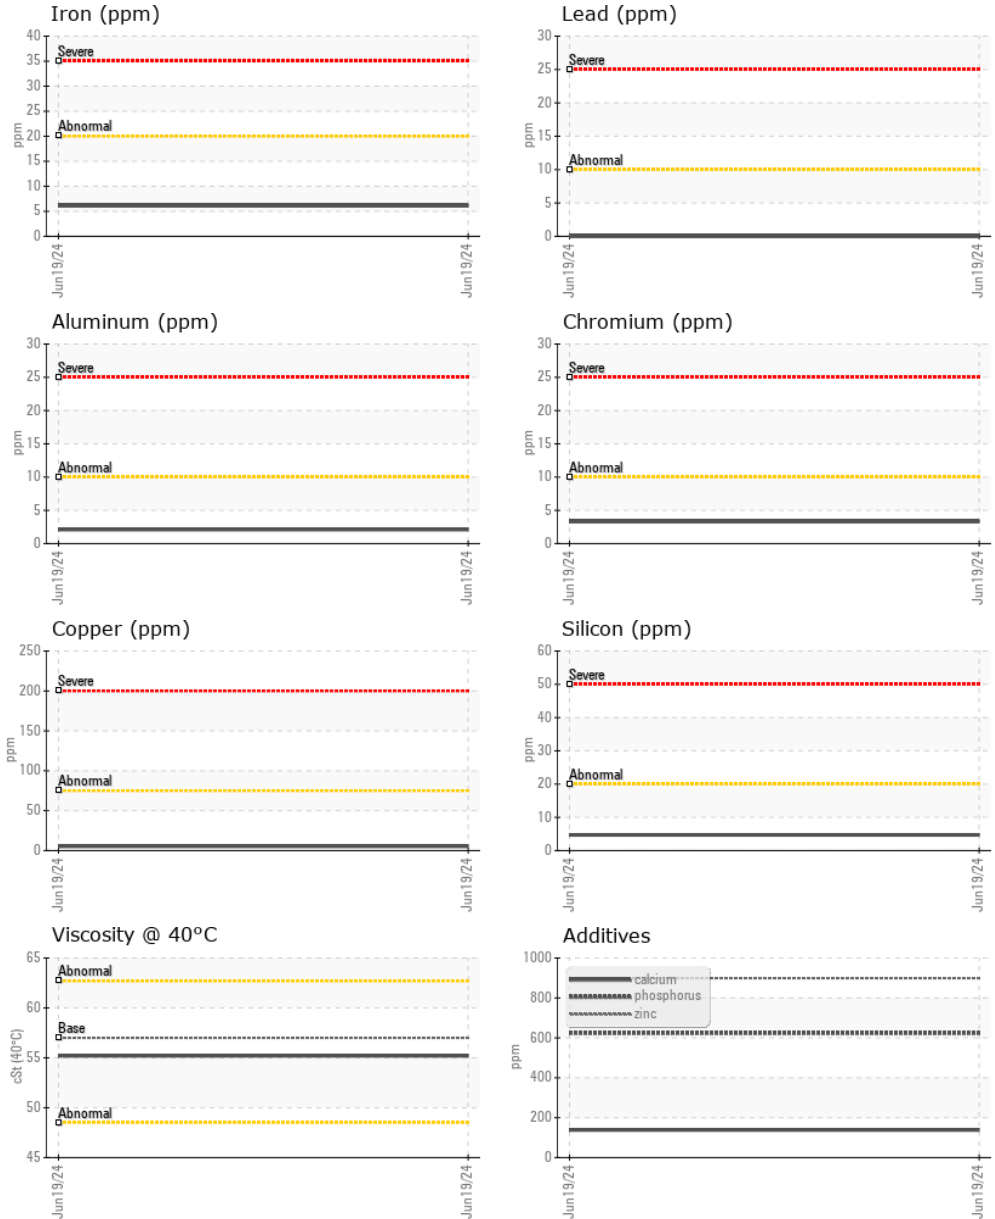 Iron (ppm)
40
35
30
25
20
15
10
5
0
ppm
Severe
Abnormal
Jun19/24
Jun19/24
Lead (ppm)
30
25
20
15
10
5
0
ppm
Severe
Abnormal
Jun19/24
Jun19/24
Aluminum (ppm)
30
25
20
15
10
5
0
ppm
Severe
Abnormal
Jun19/24
Jun19/24
Chromium (ppm)
30
25
20
15
10
5
0
ppm
Severe
Abnormal
Jun19/24
Jun19/24
Copper (ppm)
250
200
150
100
50
0
ppm
Severe
Abnormal
Jun19/24
Jun19/24
Silicon (ppm)
60
50
40
30
20
10
0
ppm
Severe
Abnormal
Jun19/24
Jun19/24
Viscosity @ 40°C
65
60
55
50
45
cSt (40°C)
Abnormal
Base
Abnormal
Jun19/24
Jun19/24
Additives
1000
800
600
400
200
0
ppm
calcium
phosphorus
zinc
Jun19/24
Jun19/24